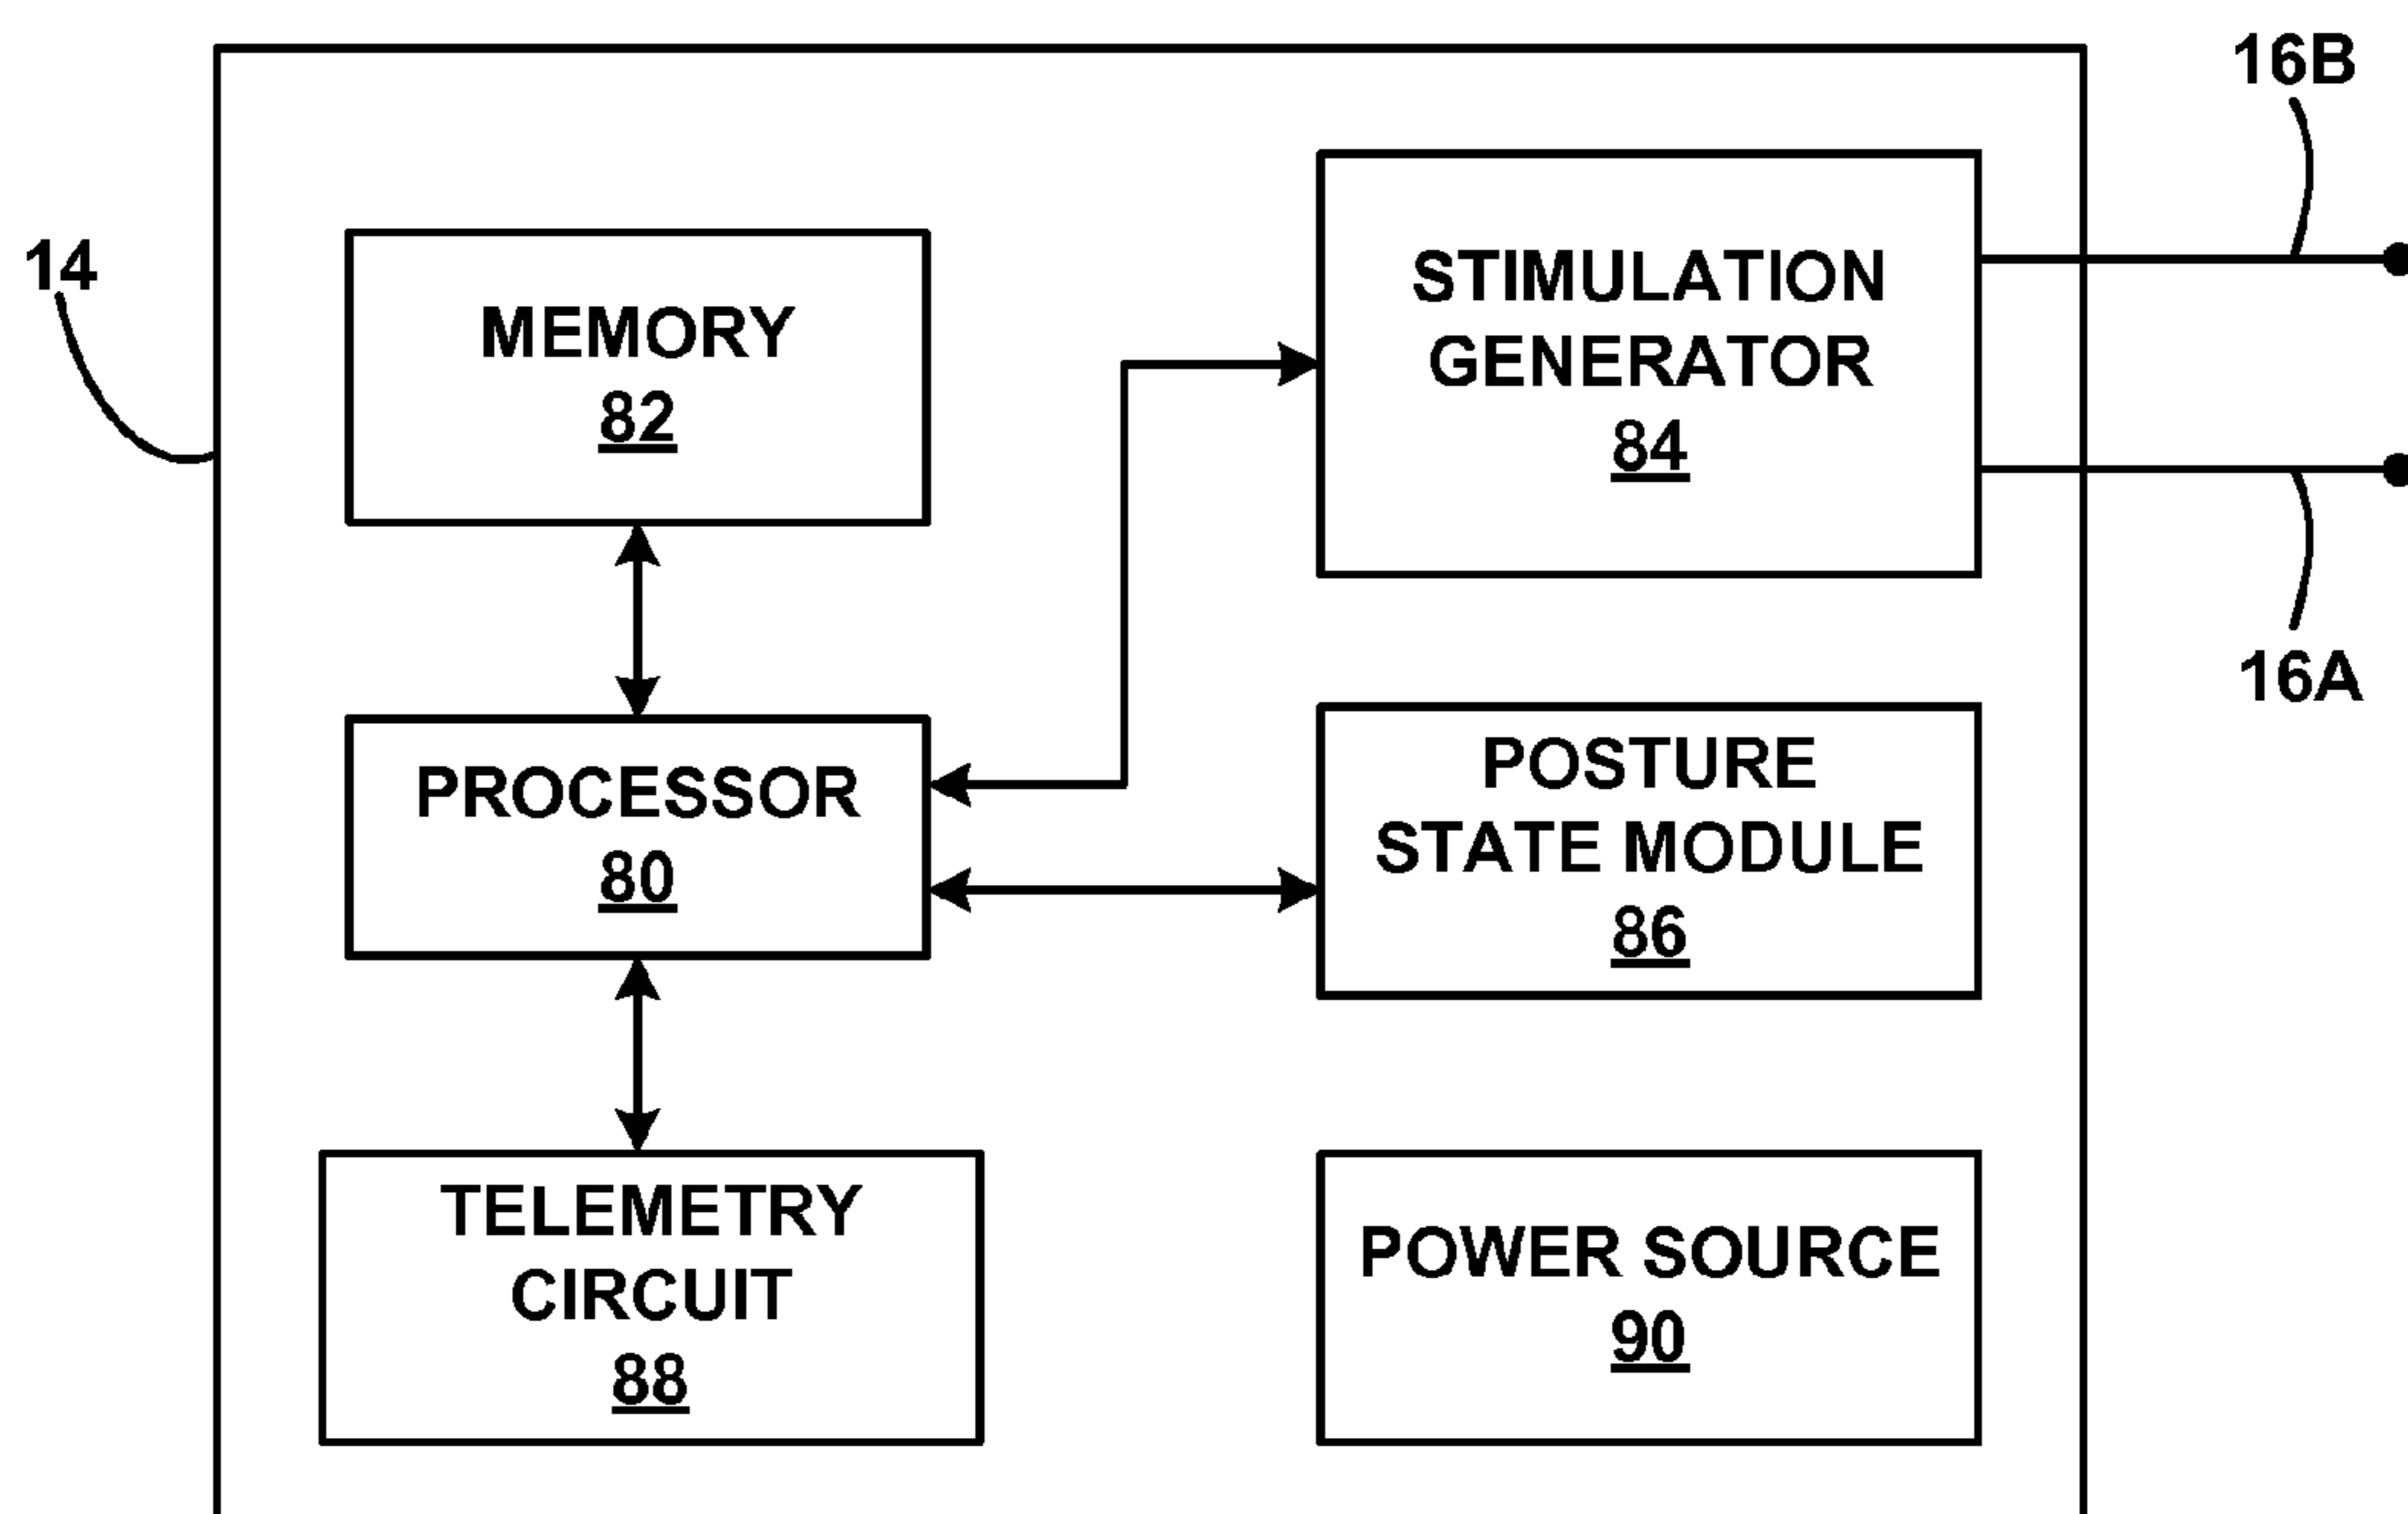 16B
14
MEMORY
82
STIMULATION
GENERATOR
84
16A
PROCESSOR
80
POSTURE
STATE MODULE
86
TELEMETRY
CIRCUIT
88
POWER SOURCE
90